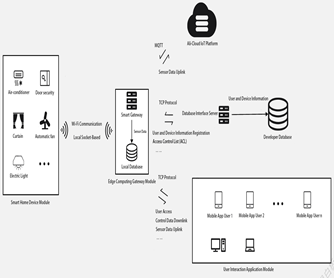 Ali-Cloud IoT Platform
MQTT
Sensor Data Uplink
Air-conditioner
Door security
Smart Gateway
TCP Protocol
User and Device Information
Database Interface Server
Wi-Fi Communication
Local Socket Based
Sensor Data
Curtain
Automatic fan
User and Device Information Registration
Access Control List (ACL)
......
Developer Database
Local Database
Electric Light
Smart Home Device Module
Edge Computing Gateway Module
TCP Protocol
User Access
Control Data Downlink
Sensor Data Uplink
......
Mobile App User 1
Mobile App User 2
Mobile App User n
User Interaction Application Module